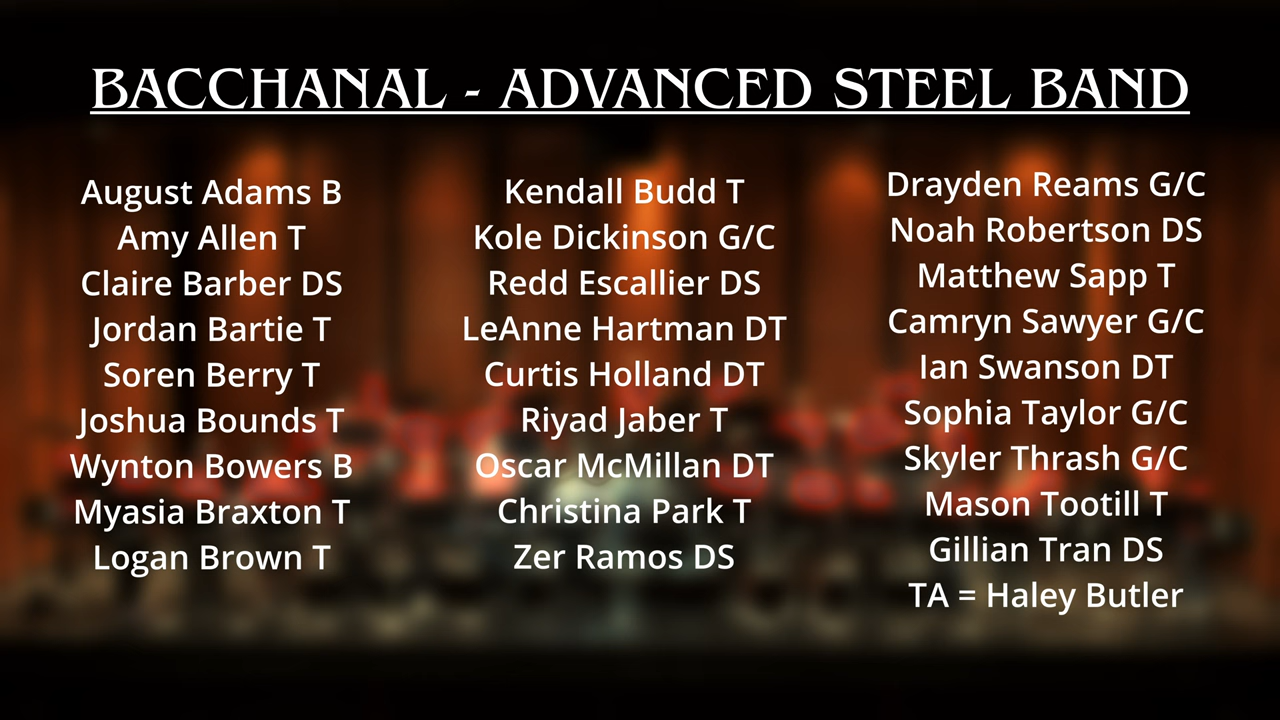 BACCHANAL - ADVANCED STEEL BAND
August Adams B
Amy Allen T
Claire Barber DS
Jordan Bartie T
Soren Berry T
Joshua Bounds T
Wynton Bowers B
Myasia Braxton T
Logan Brown T
Kendall Budd T
Kole Dickinson G/C
Redd Escallier DS
LeAnne Hartman DT
Curtis Holland DT
Riyad Jaber T
Oscar McMillan DT
Christina Park T
Zer Ramos DS
Drayden Reams G/C
Noah Robertson DS
Matthew Sapp T
Camryn Sawyer G/C
Ian Swanson DT
Sophia Taylor G/C
Skyler Thrash G/C
Mason Tootill T
Gillian Tran DS
TA = Haley Butler